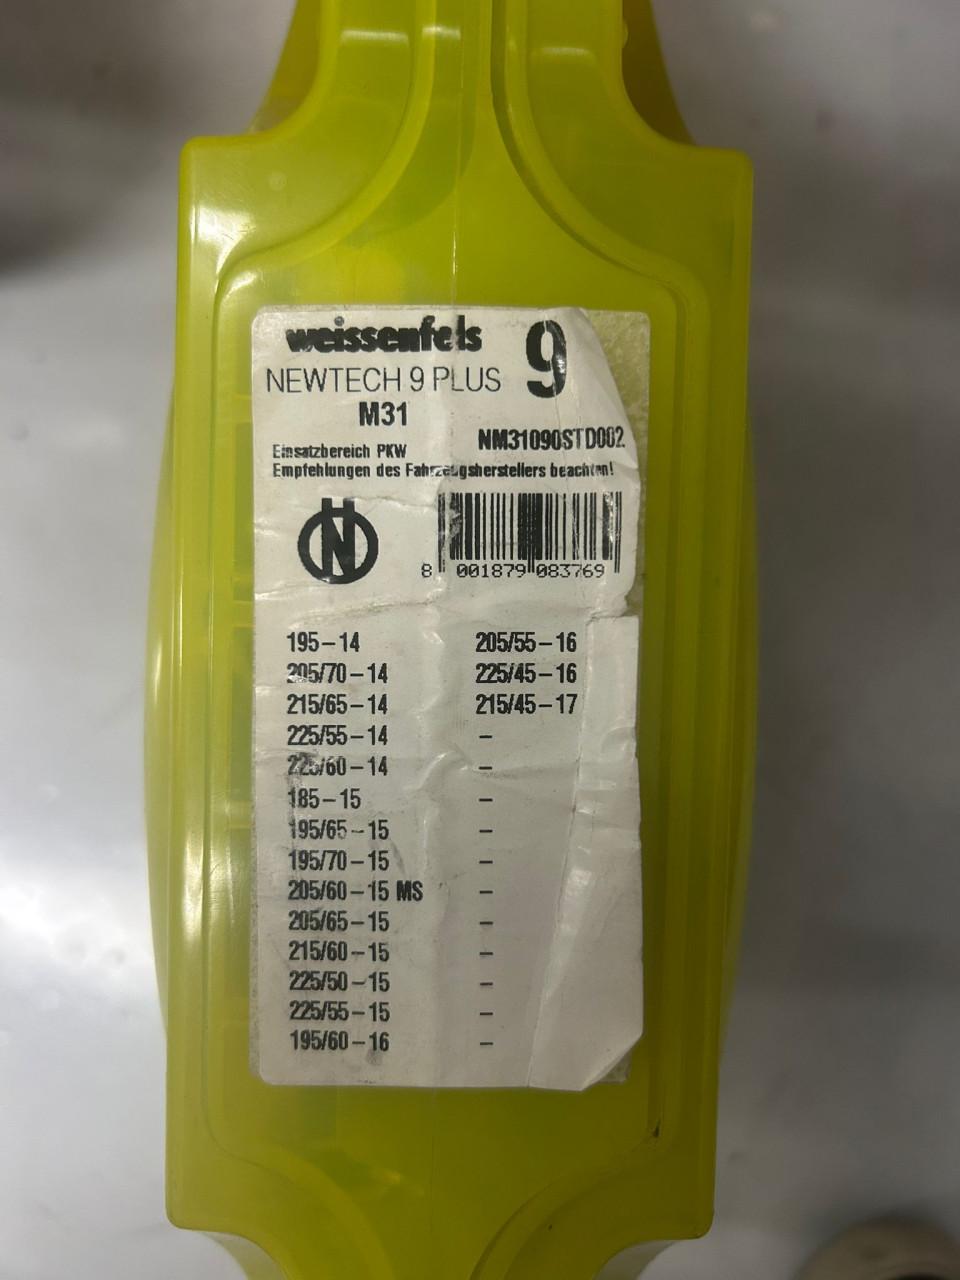 weissenfels 9
NEWTECH 9 PLUS
M31
NM31090STD002
Einsatzbereich PKW
Empfehlungen des Fahrzeugsherstellers beachten!
N
8 001879 083769
195-14 205/55-16
205/70-14 225/45-16
215/65-14 215/45-17
225/55-14 -
225/60-14 -
185-15 -
195/65-15 -
195/70-15 -
205/60-15 MS -
205/65-15 -
215/60-15 -
225/50-15 -
225/55-15 -
195/60-16 -